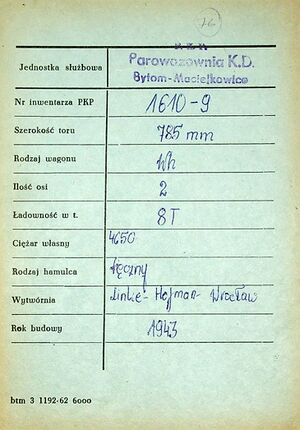 76
P.K.P.
Jednostka służbowa Parowozownia K.D.
Bytom-Maciejkowice
Nr inwentarza PKP 1610-9
Szerokość toru 785 mm
Rodzaj wagonu Wh
Ilość osi 2
Ładowność w t. 8T
Ciężar własny 4650
Rodzaj hamulca ręczny
Wytwórnia Linke-Hofman-Wrocław
Rok budowy 1943
btm 3 1192-62 6000